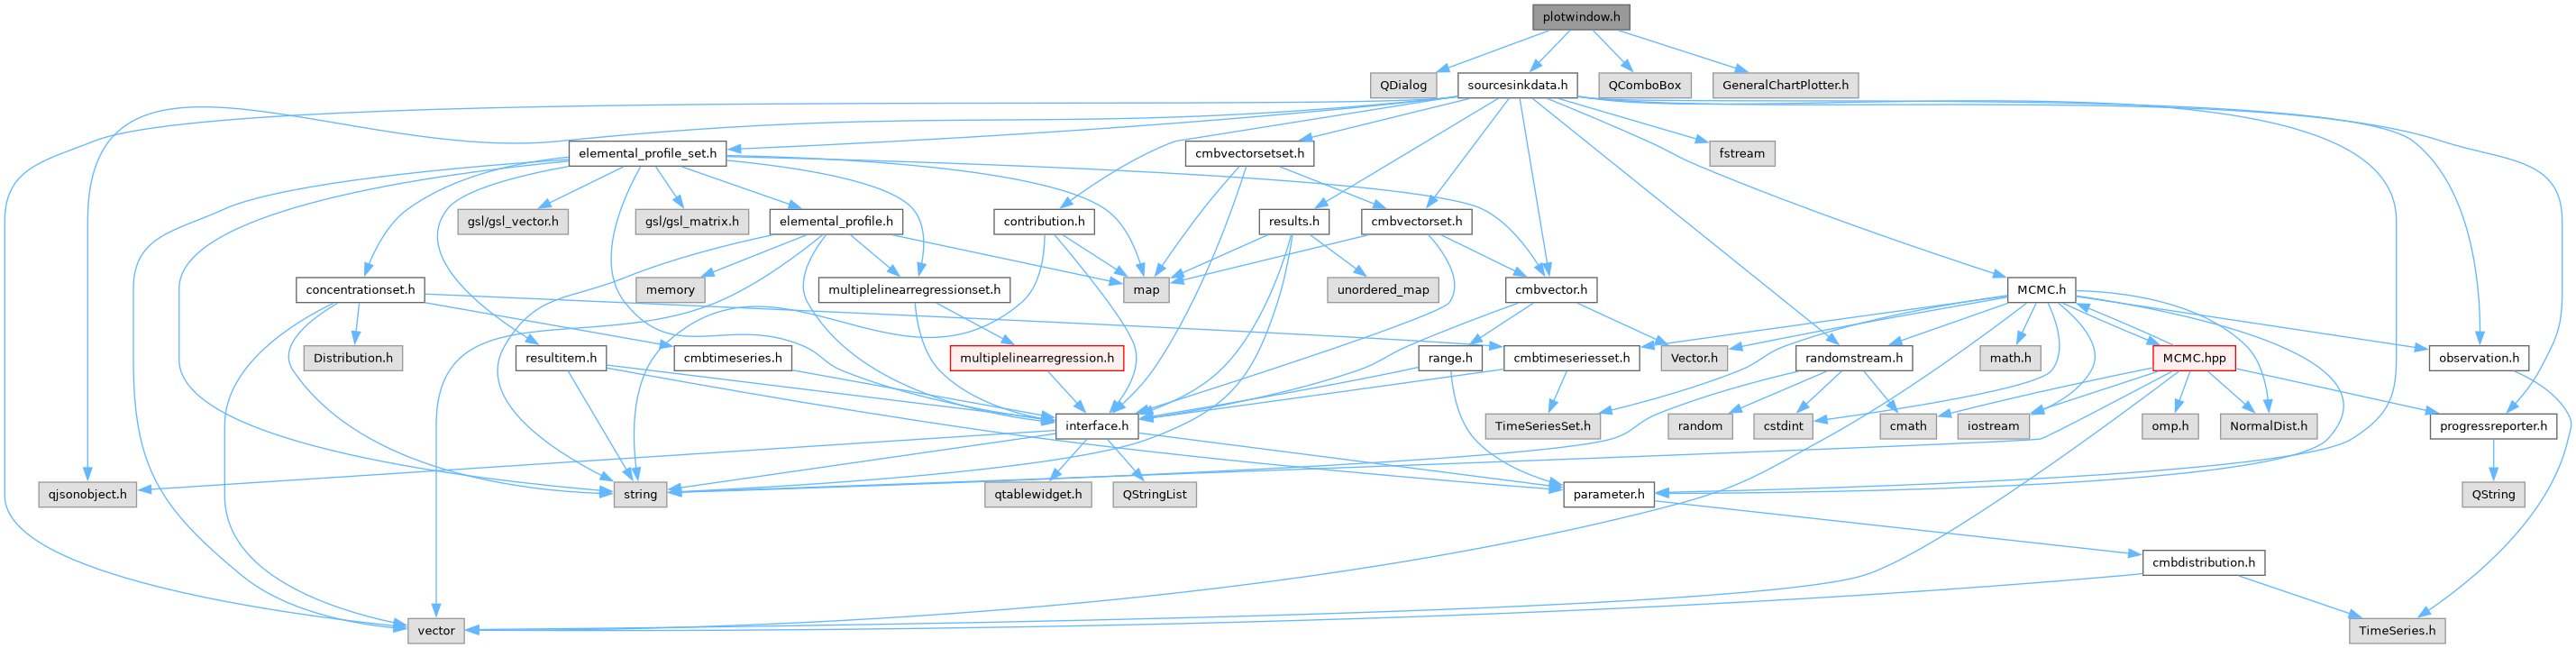 plotwindow.h
QDialog
sourcesinkdata.h
QComboBox
GeneralChartPlotter.h
elemental_profile_set.h
cmbvectorsetset.h
fstream
gsl/gsl_vector.h
gsl/gsl_matrix.h
elemental_profile.h
contribution.h
results.h
cmbvectorset.h
concentrationset.h
memory
multiplelinearregressionset.h
map
unordered_map
cmbvector.h
MCMC.h
Distribution.h
resultitem.h
cmbtimeseries.h
multiplelinearregression.h
range.h
cmbtimeseriesset.h
Vector.h
randomstream.h
math.h
MCMC.hpp
observation.h
interface.h
TimeSeriesSet.h
random
cstdint
cmath
iostream
omp.h
NormalDist.h
progressreporter.h
qjsonobject.h
string
qtablewidget.h
QStringList
parameter.h
QString
cmbdistribution.h
vector
TimeSeries.h